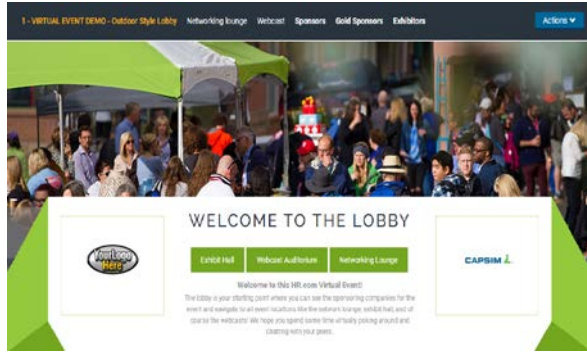 1 - VIRTUAL EVENT DEMO - Outdoor Style Lobby Networking lounge Webcast Sponsors Gold Sponsors Exhibitors Actions
WELCOME TO THE LOBBY
YourLogo
Here
Exhibit Hall Webcast Auditorium Networking Lounge
CAPSIM
Welcome to this HR.com Virtual Event!
The lobby is your starting point where you can see the sponsoring companies for the
event and navigate to all event locations like the network lounge, exhibit hall, and of
course the webcasts! We hope you spend some time virtually poking around and
chatting with your peers.